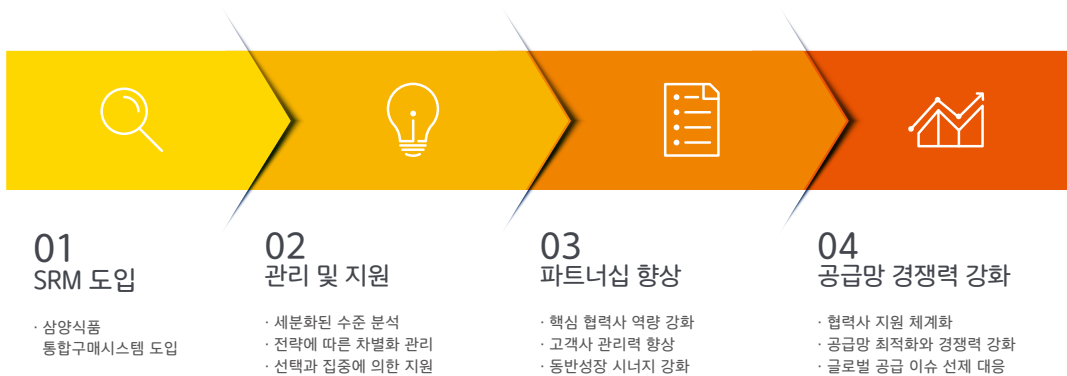 01
SRM 도입
· 삼양식품
통합구매시스템 도입
02
관리 및 지원
· 세분화된 수준 분석
· 전략에 따른 차별화 관리
· 선택과 집중에 의한 지원
03
파트너십 향상
· 핵심 협력사 역량 강화
· 고객사 관리력 향상
· 동반성장 시너지 강화
04
공급망 경쟁력 강화
· 협력사 지원 체계화
· 공급망 최적화와 경쟁력 강화
· 글로벌 공급 이슈 선제 대응